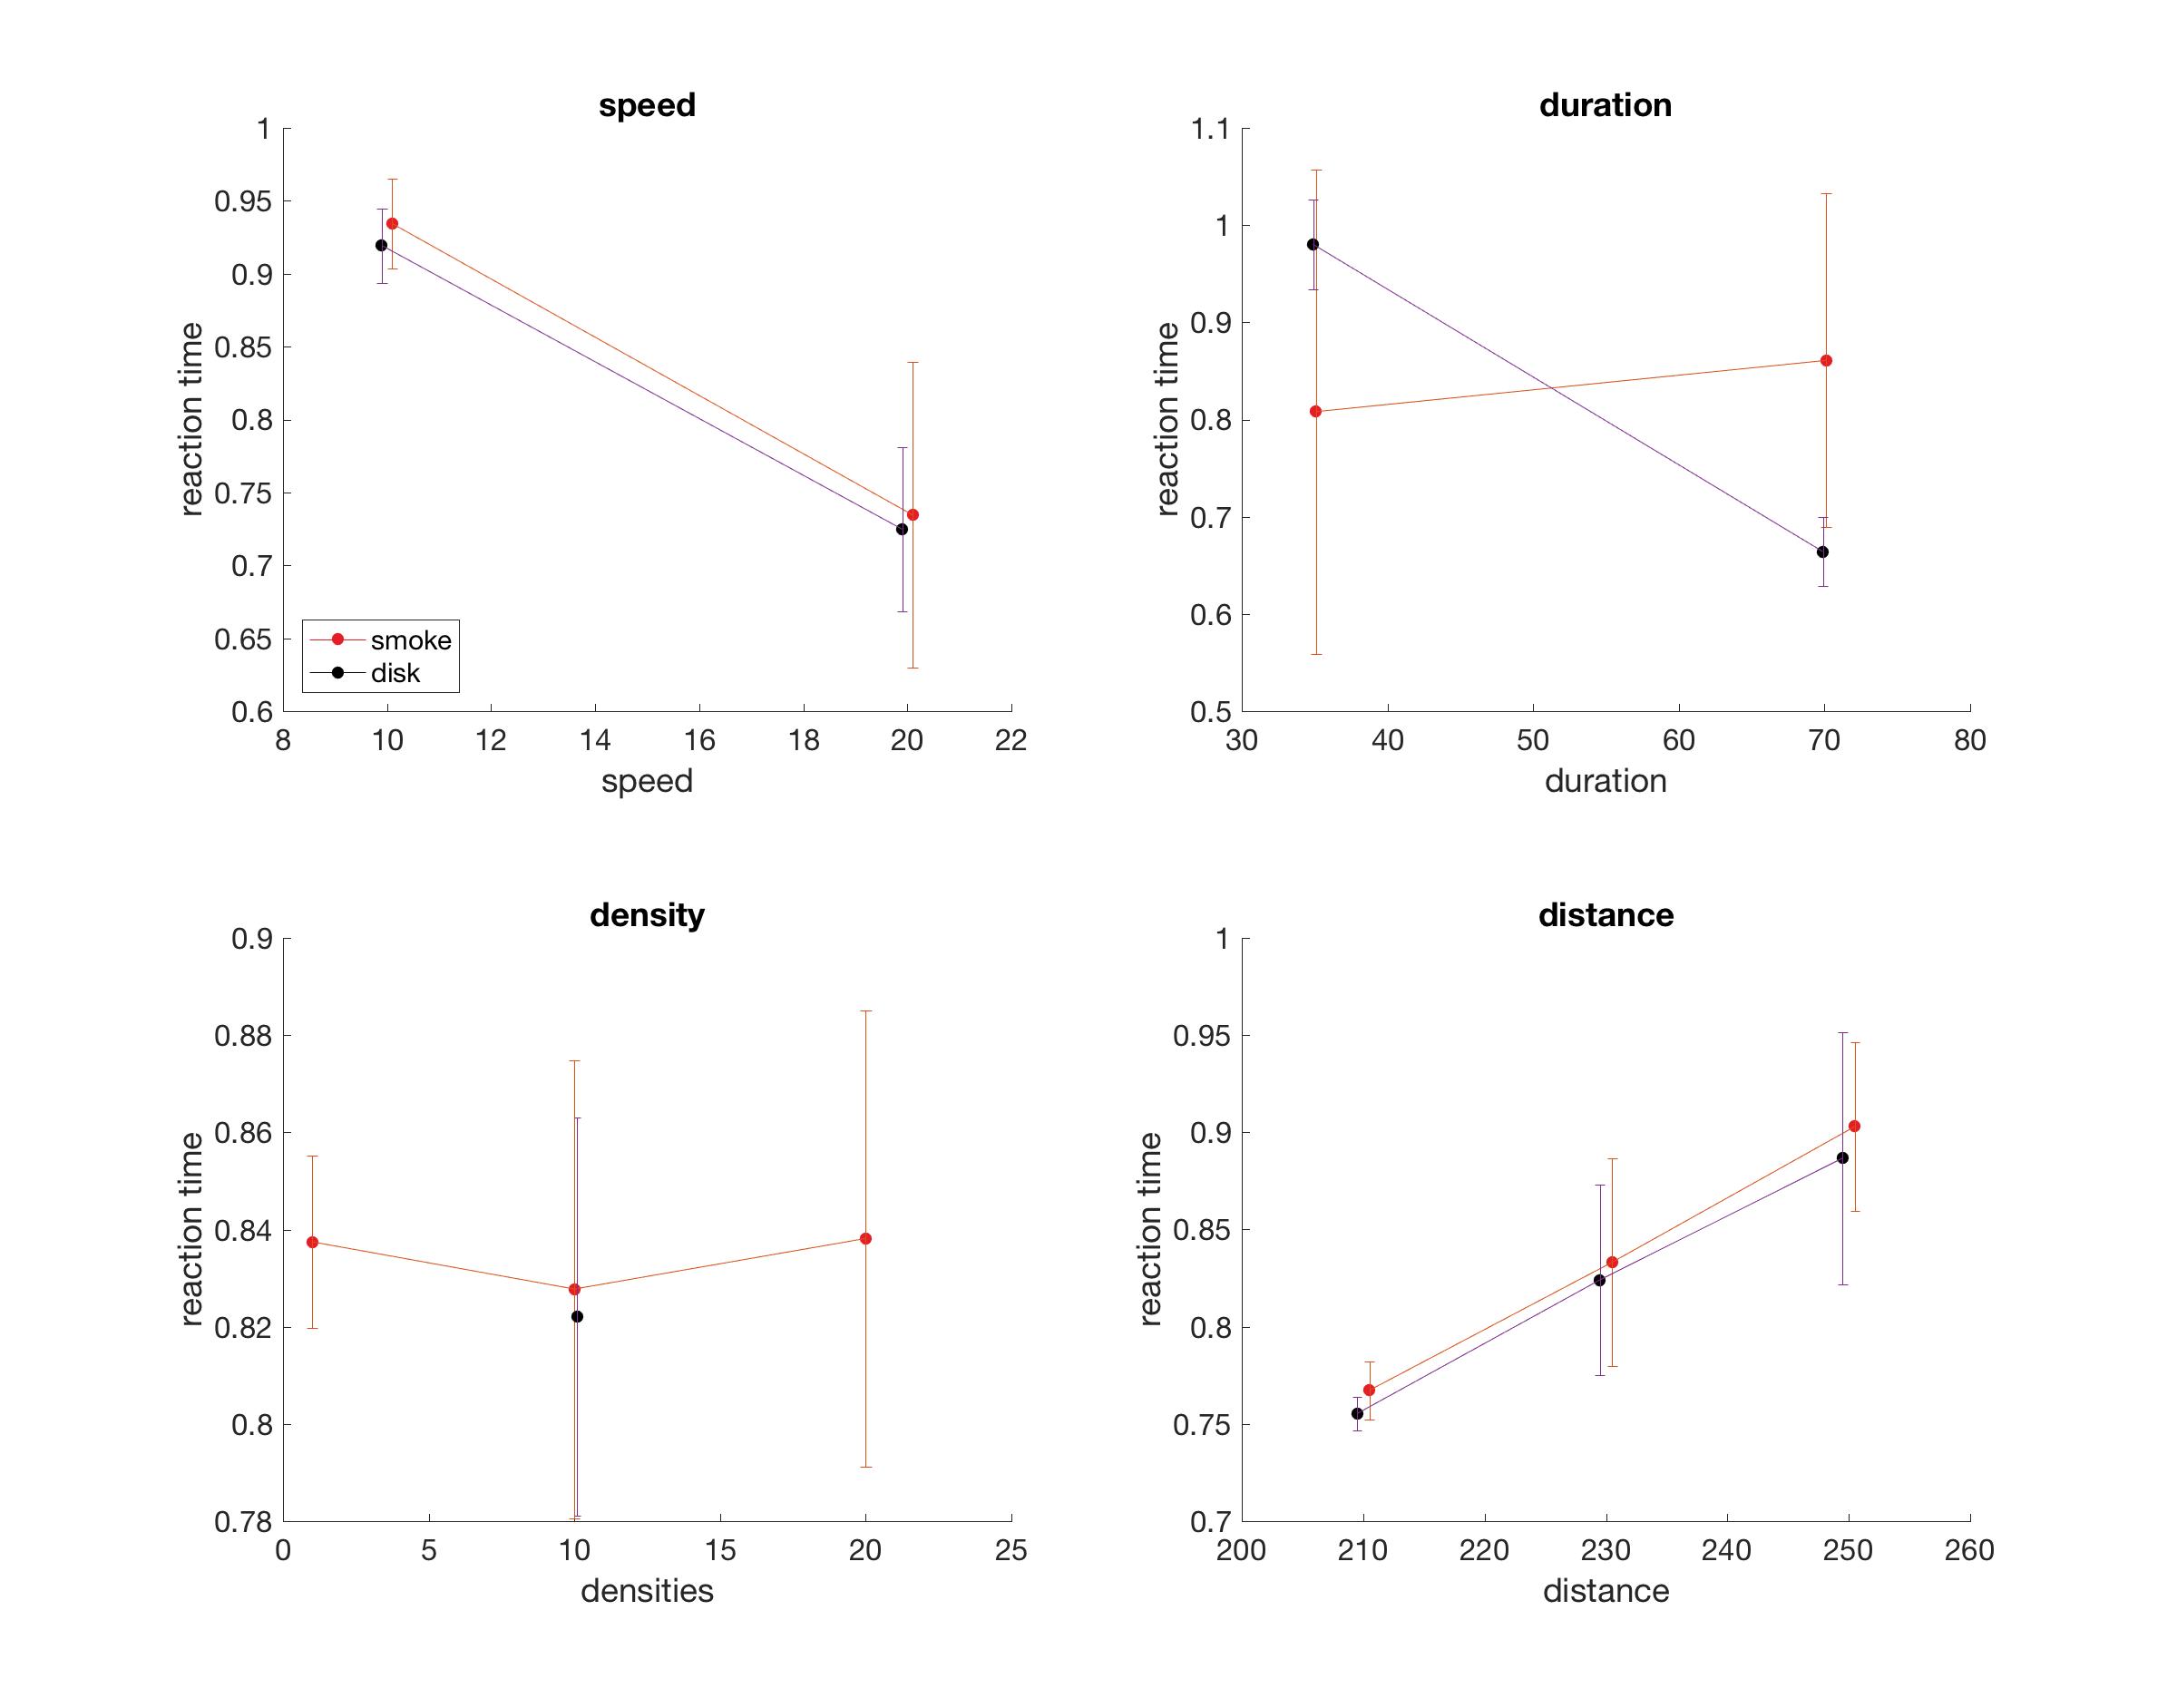 speed
1
0.95
0.9
0.85
0.8
0.75
0.7
0.65
0.6
reaction time
smoke
disk
8 10 12 14 16 18 20 22
speed
duration
1.1
1
0.9
0.8
0.7
0.6
0.5
reaction time
30 40 50 60 70 80
duration
density
0.9
0.88
0.86
0.84
0.82
0.8
0.78
reaction time
0 5 10 15 20 25
densities
distance
1
0.95
0.9
0.85
0.8
0.75
0.7
reaction time
200 210 220 230 240 250 260
distance